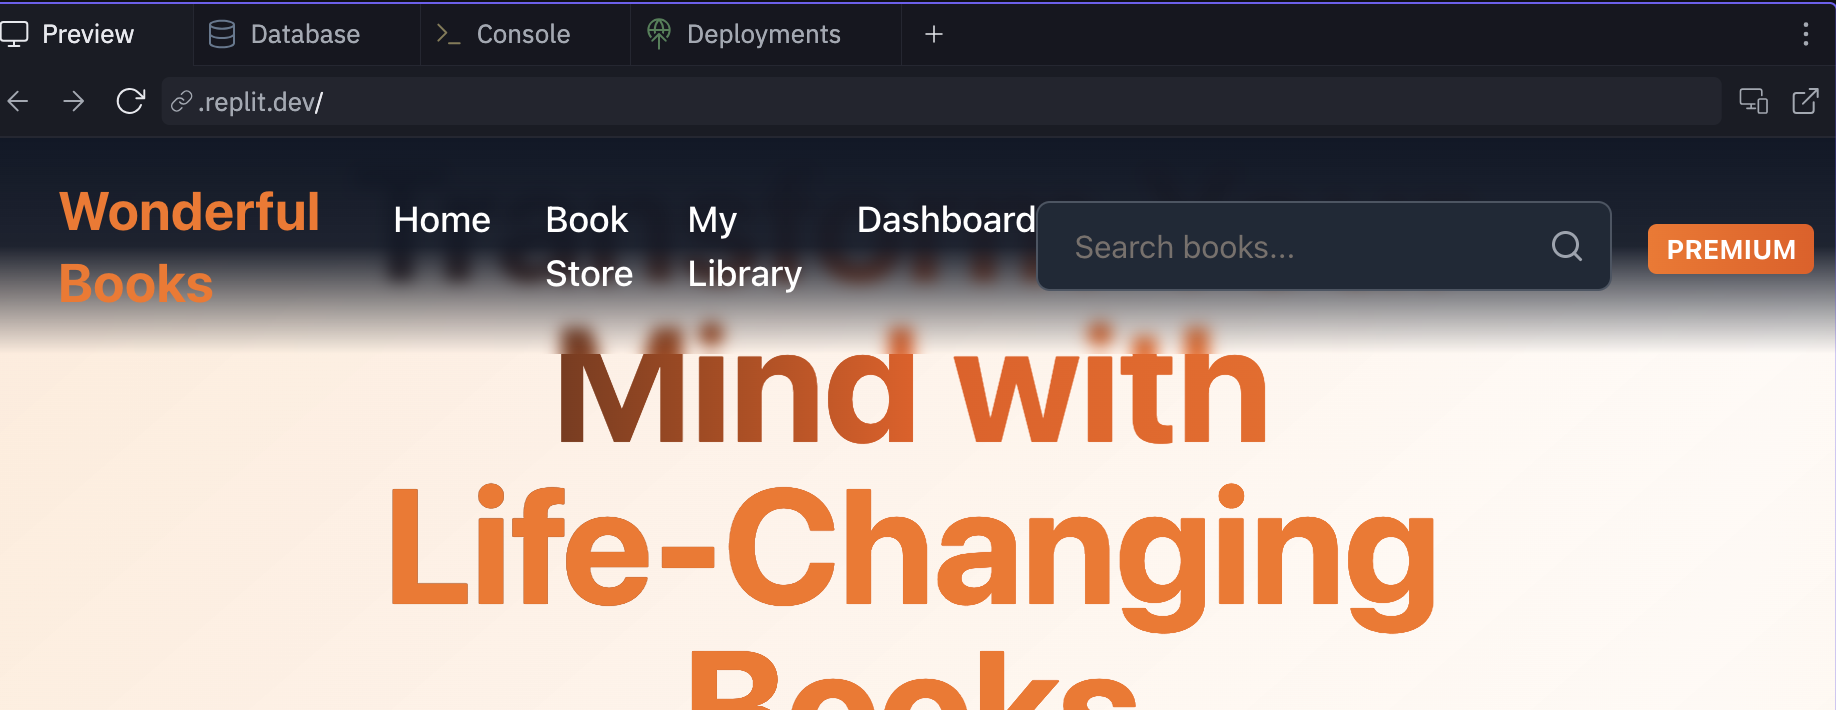 Preview Database Console Deployments
.replit.dev/
Wonderful Books
Home Book Store My Library Dashboard Search books... PREMIUM
Mind with
Life-Changing
Books